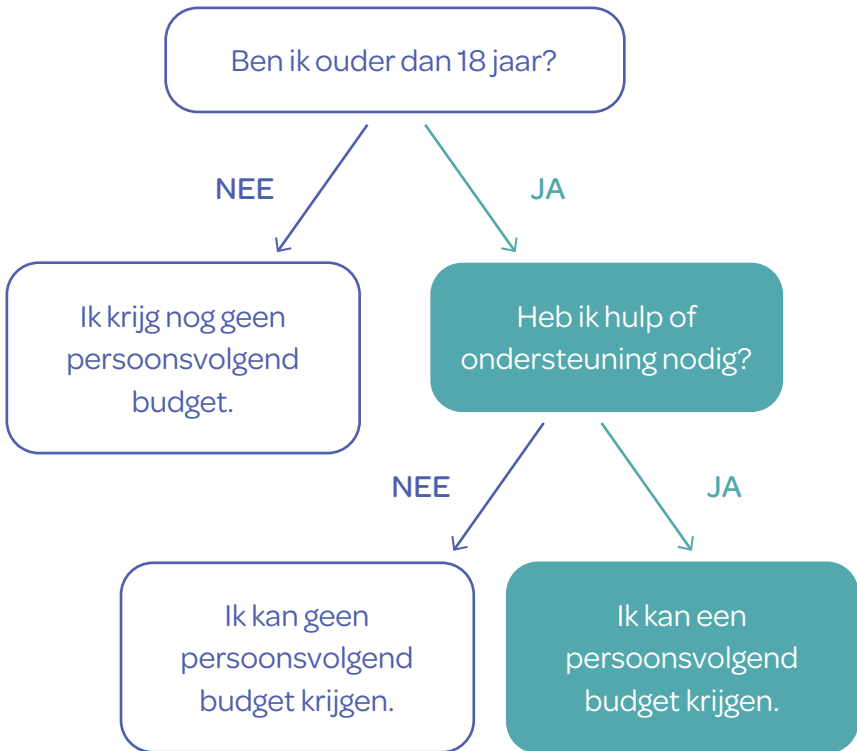 Ben ik ouder dan 18 jaar?
NEE
JA
Ik krijg nog geen
persoonsvolgend
budget.
Heb ik hulp of
ondersteuning nodig?
NEE
JA
Ik kan geen
persoonsvolgend
budget krijgen.
Ik kan een
persoonsvolgend
budget krijgen.